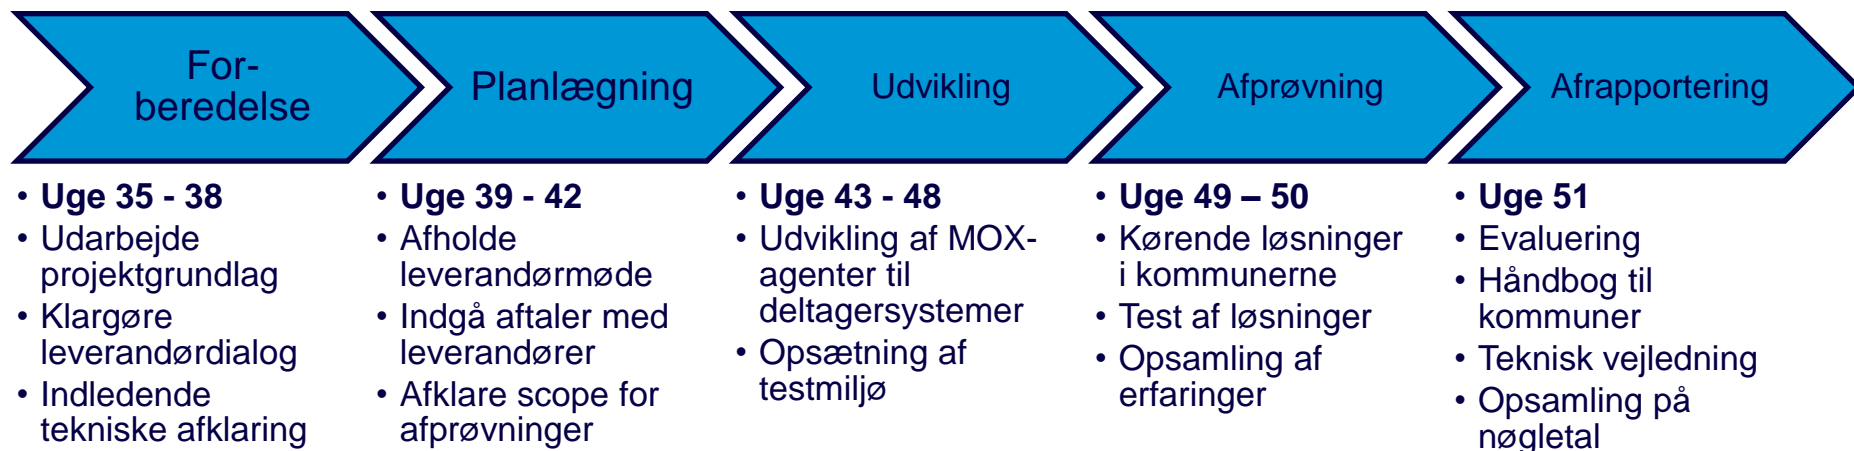 For-
beredelse
Planlægning
Udvikling
Afprøvning
Afrapportering
• Uge 35 - 38
• Udarbejde
projektgrundlag
• Klargøre
leverandørdialog
• Indledende
tekniske afklaring
• Uge 39 - 42
• Afholde
leverandørmøde
• Indgå aftaler med
leverandører
• Afklare scope for
afprøvninger
• Uge 43 - 48
• Udvikling af MOX-
agenter til
deltagersystemer
• Opsætning af
testmiljø
• Uge 49 – 50
• Kørende løsninger
i kommunerne
• Test af løsninger
• Opsamling af
erfaringer
• Uge 51
• Evaluering
• Håndbog til
kommuner
• Teknisk vejledning
• Opsamling på
nøgletal